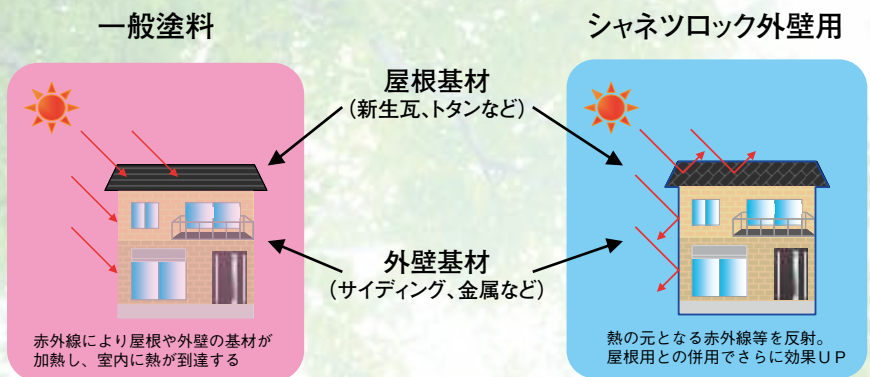 一般塗料
シャネツロック外壁用
屋根基材
（新生瓦、トタンなど）
外壁基材
（サイディング、金属など）
赤外線により屋根や外壁の基材が
加熱し、室内に熱が到達する
熱の元となる赤外線等を反射。
屋根用との併用でさらに効果ＵＰ